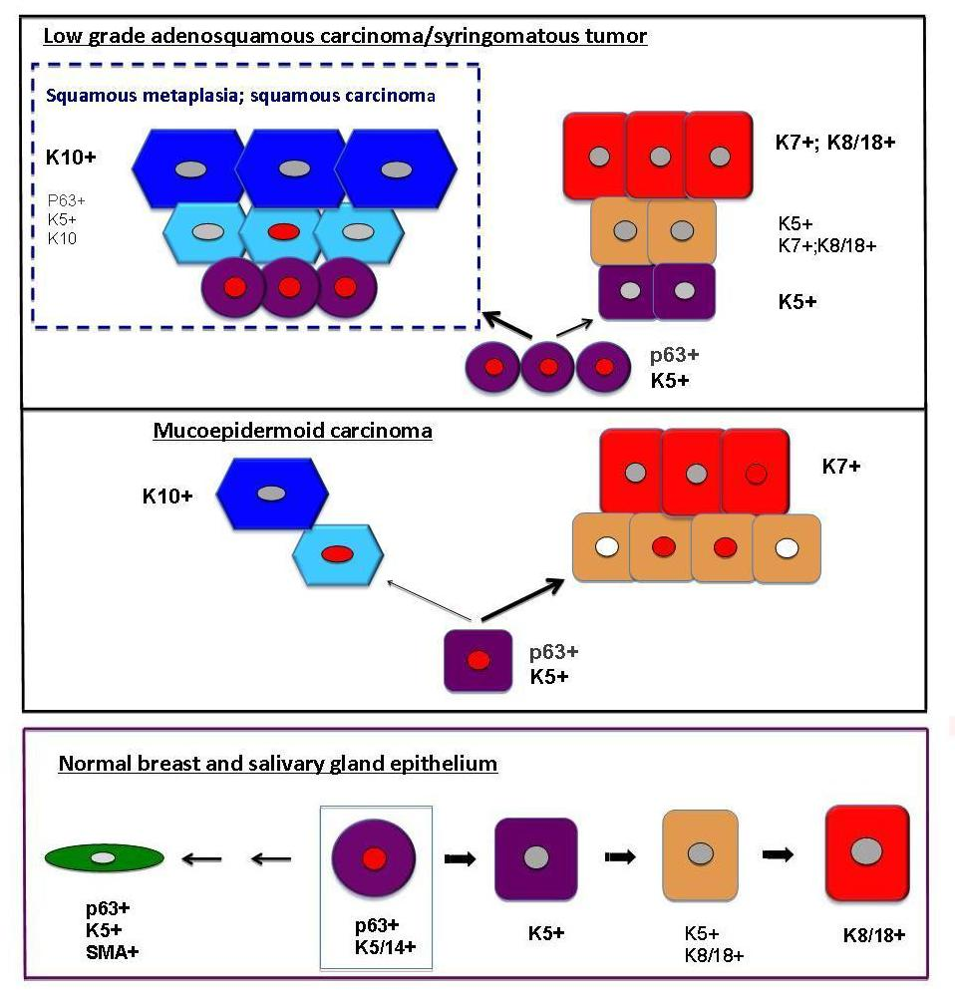 Low grade adenosquamous carcinoma/syringomatous tumor
Squamous metaplasia; squamous carcinoma
K10+
P63+
K5+
K10
K7+; K8/18+
K5+
K7+;K8/18+
K5+
p63+
K5+
Mucoepidermoid carcinoma
K10+
K7+
p63+
K5+
Normal breast and salivary gland epithelium
p63+
K5+
SMA+
p63+
K5/14+
K5+
K5+
K8/18+
K8/18+